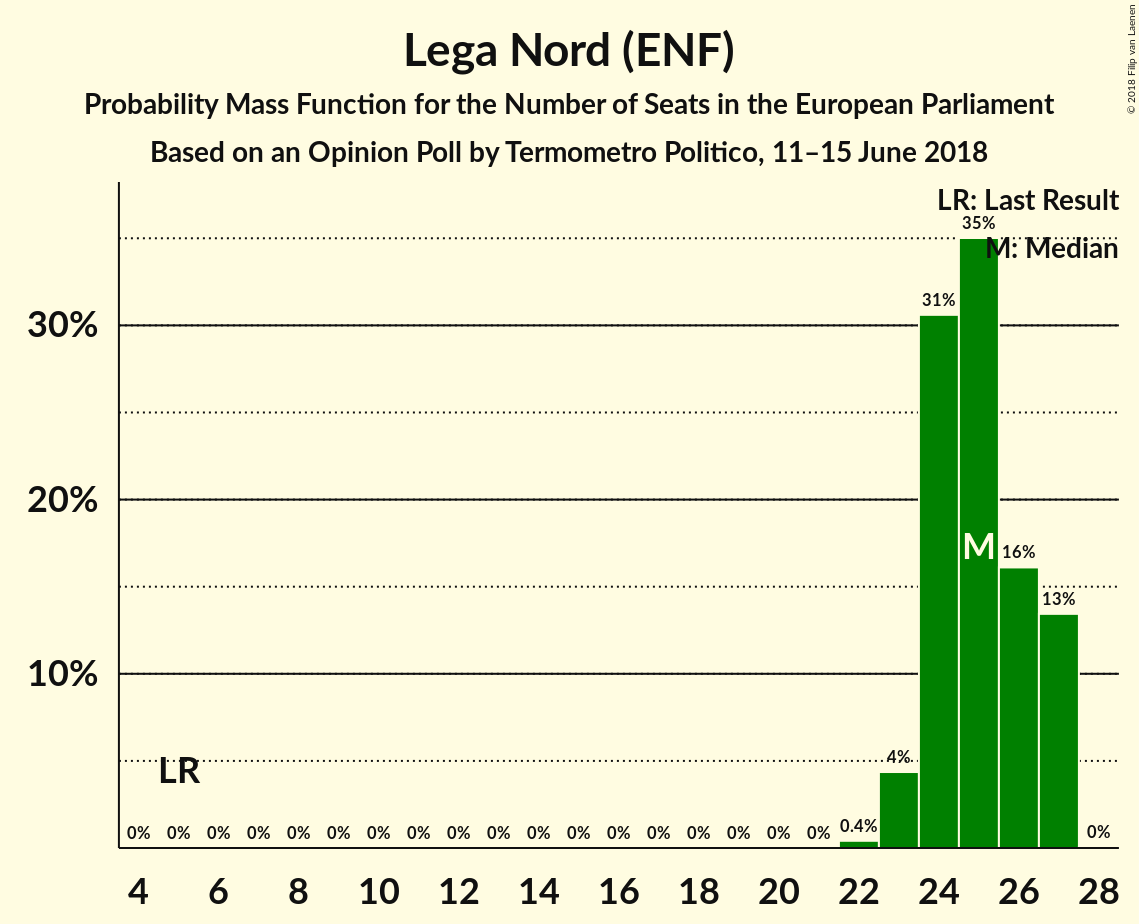 Lega Nord (ENF)
Probability Mass Function for the Number of Seats in the European Parliament
Based on an Opinion Poll by Termometro Politico, 11–15 June 2018
© 2018 Filip van Laenen
LR: Last Result
M: Median
35%
31%
30%
20%
M
16%
13%
10%
LR
4%
0% 0% 0% 0% 0% 0% 0% 0% 0% 0% 0% 0% 0% 0% 0% 0% 0% 0% 0.4% 0%
4 6 8 10 12 14 16 18 20 22 24 26 28